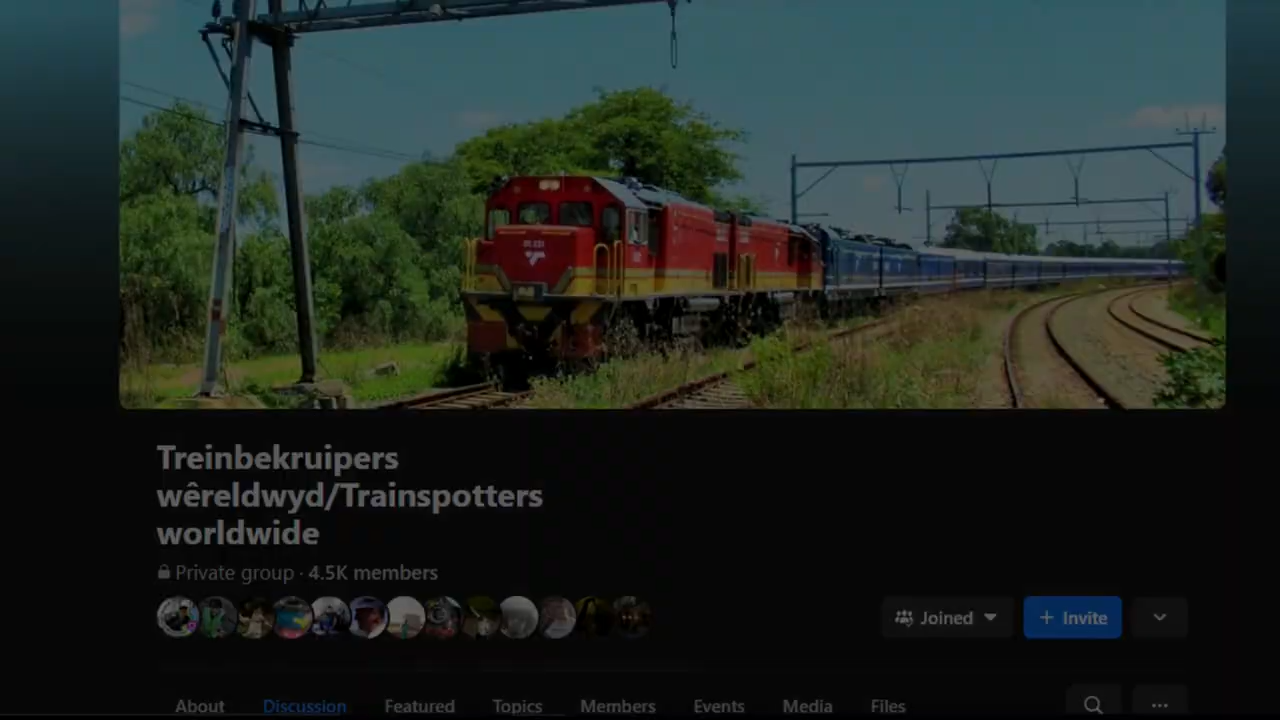 Treinbekruipers
wêreldwyd/Trainspotters
worldwide
Private group · 4.5K members
Joined
+ Invite
About Discussion Featured Topics Members Events Media Files